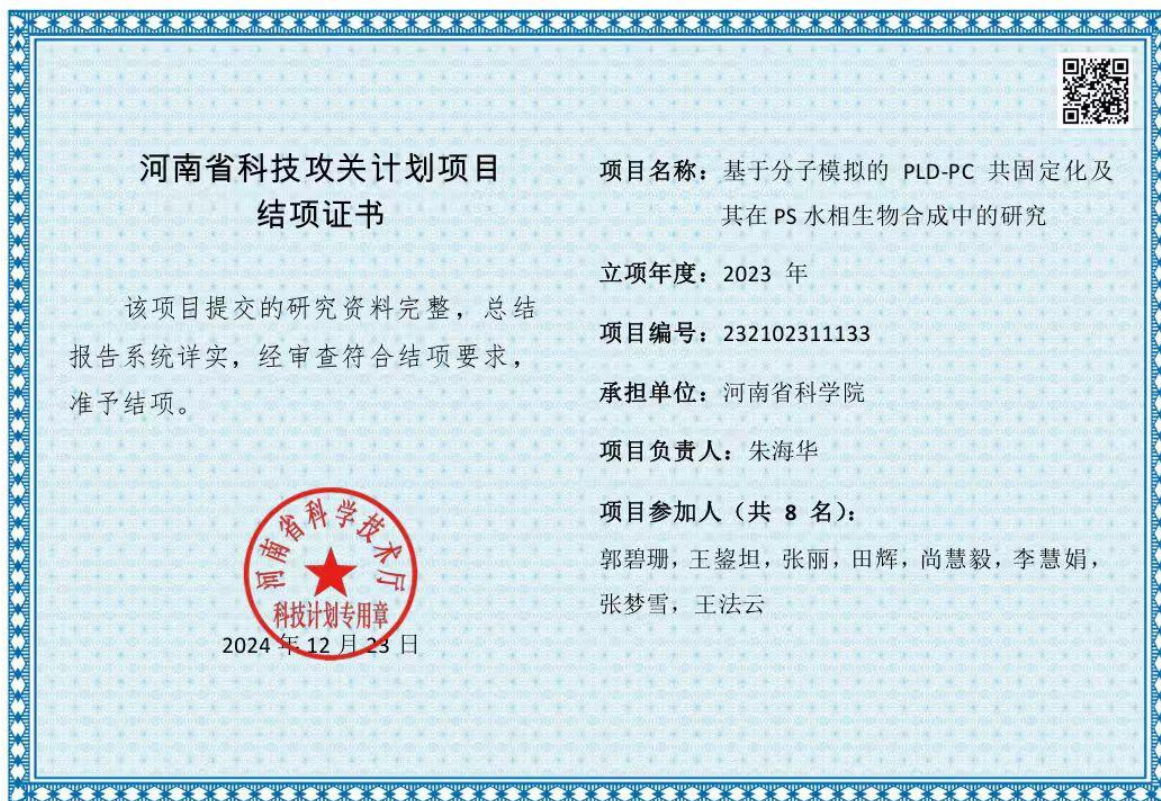 河南省科技攻关计划项目
结项证书
该项目提交的研究资料完整，总结
报告系统详实，经审查符合结项要求，
准予结项。
河南省科学技术厅
科技计划专用章
2024 年 12 月 23 日
项目名称：基于分子模拟的 PLD-PC 共固定化及
其在 PS 水相生物合成中的研究
立项年度：2023 年
项目编号：232102311133
承担单位：河南省科学院
项目负责人：朱海华
项目参加人（共 8 名）：
郭碧珊，王鋆坦，张丽，田辉，尚慧毅，李慧娟，
张梦雪，王法云